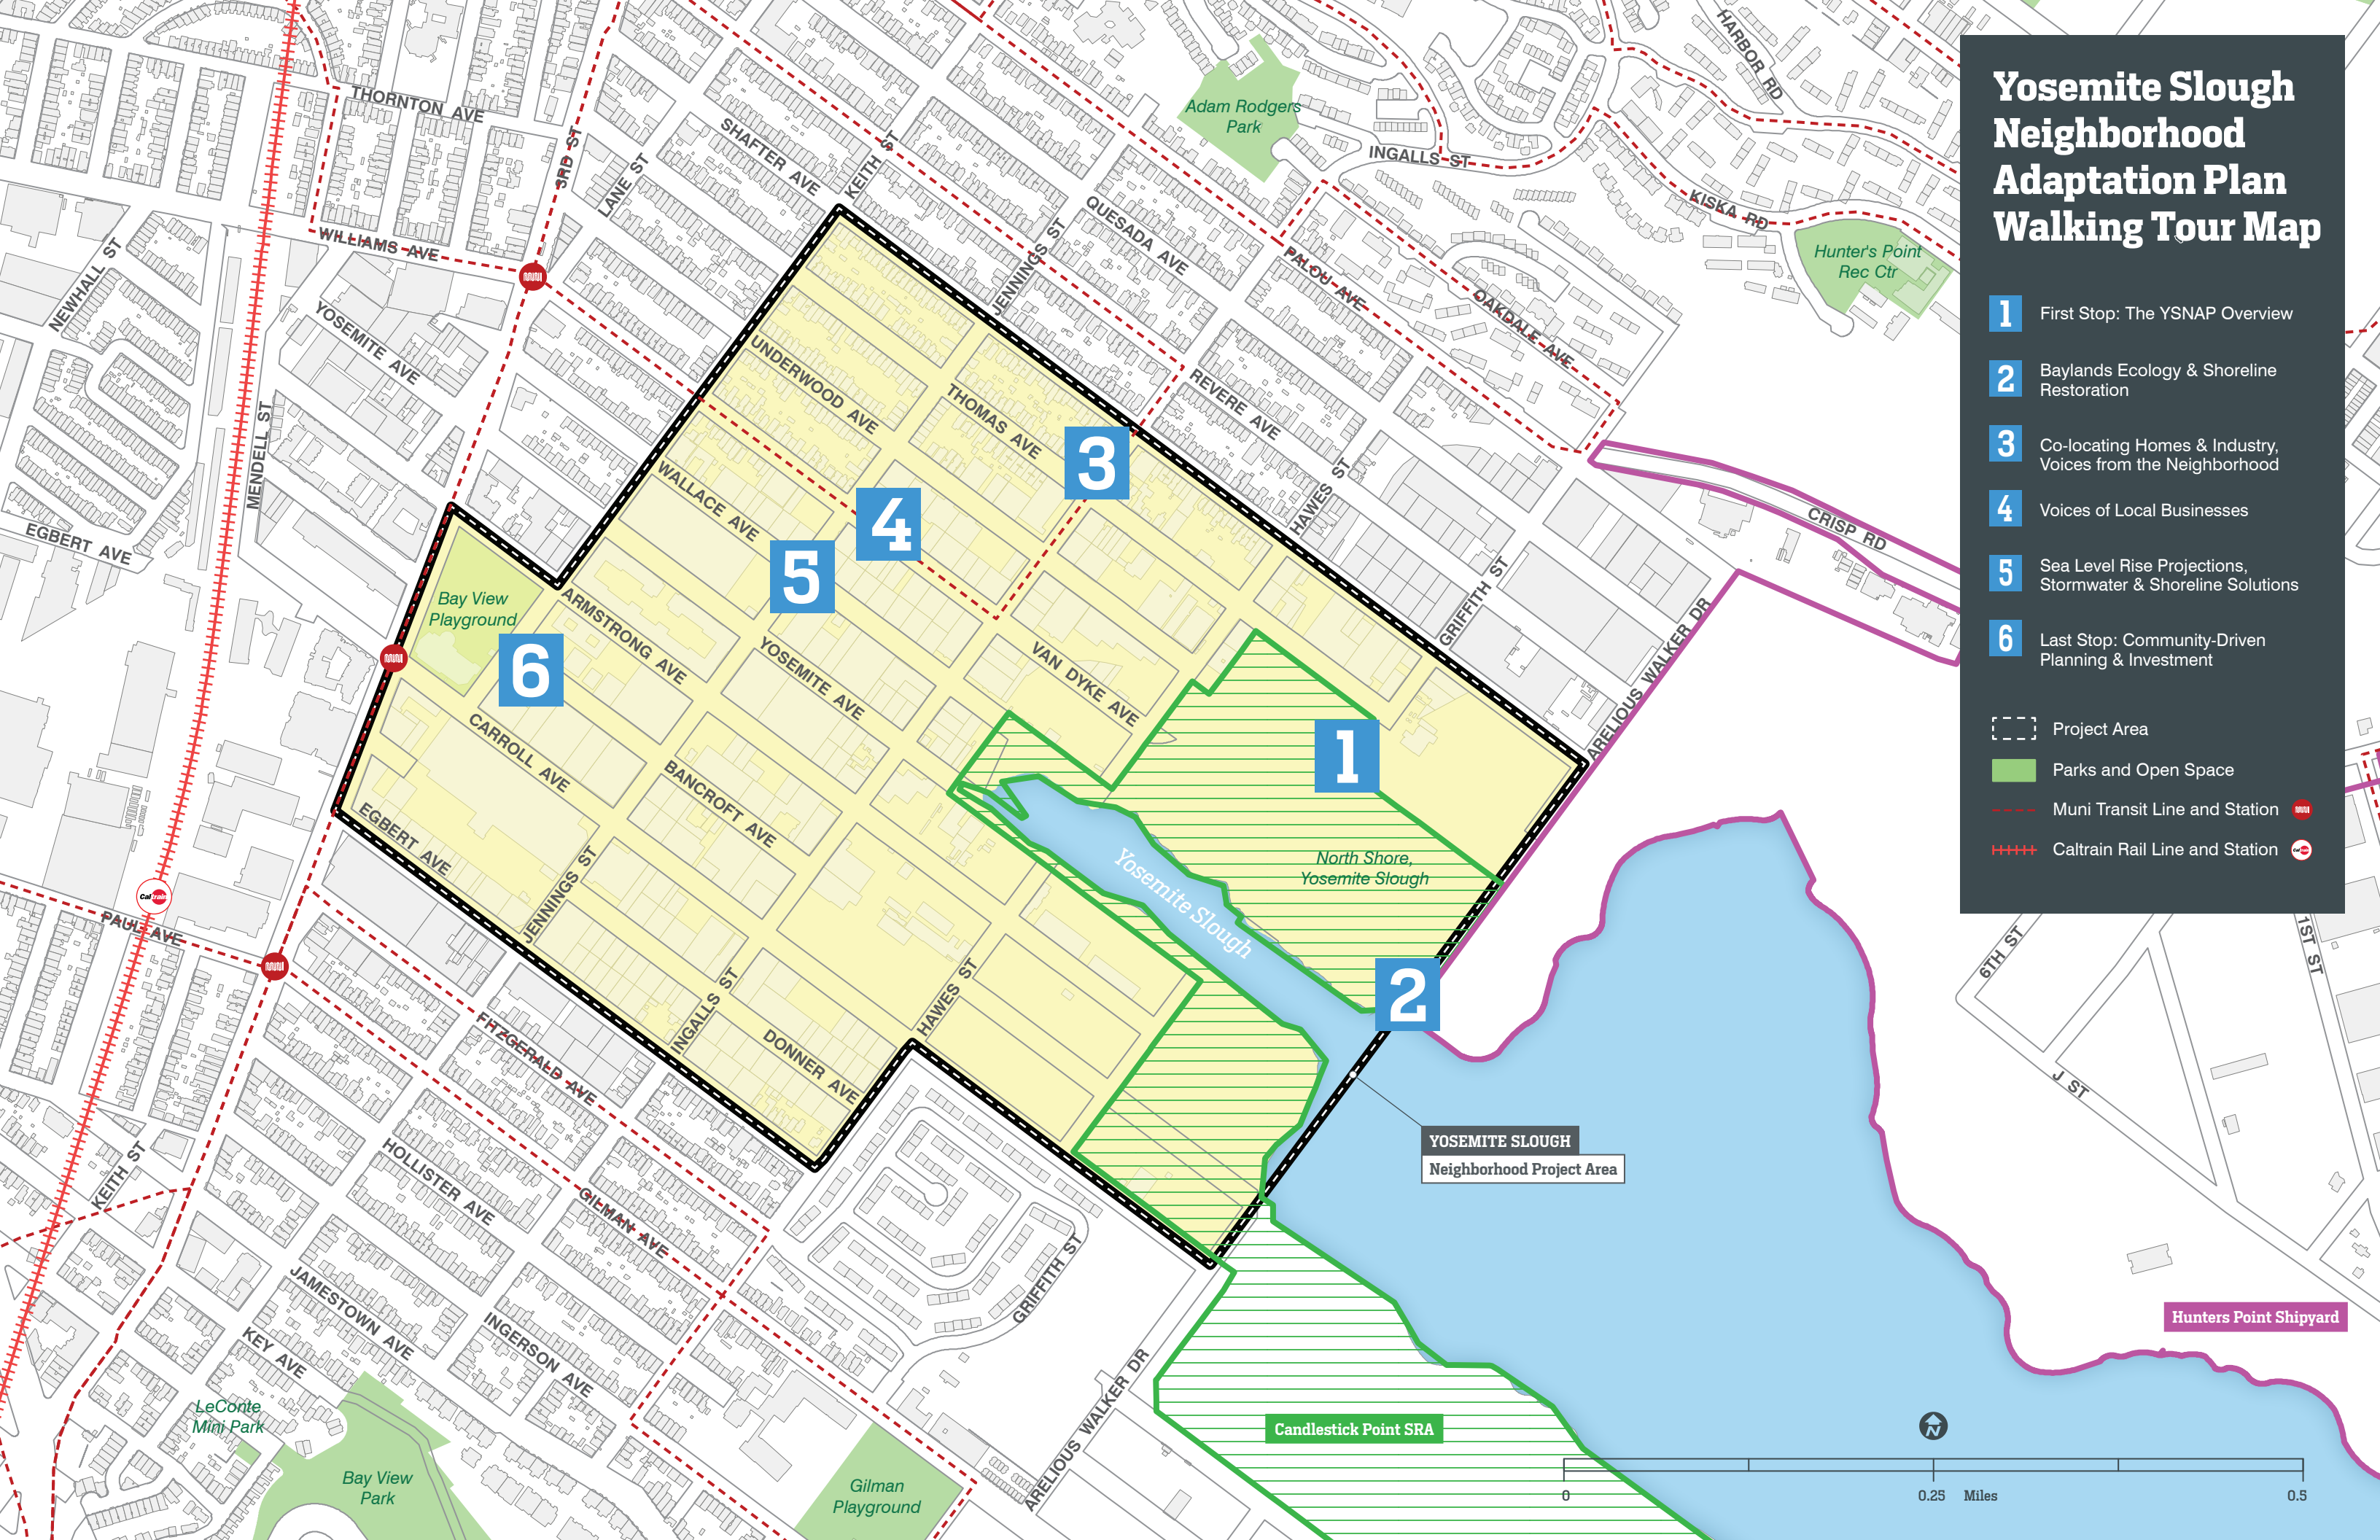 Yosemite Slough
Neighborhood
Adaptation Plan
Walking Tour Map
1 First Stop: The YSNAP Overview
2 Baylands Ecology & Shoreline
Restoration
3 Co-locating Homes & Industry,
Voices from the Neighborhood
4 Voices of Local Businesses
5 Sea Level Rise Projections,
Stormwater & Shoreline Solutions
6 Last Stop: Community-Driven
Planning & Investment
Project Area
Parks and Open Space
Muni Transit Line and Station
Caltrain Rail Line and Station
THORNTON AVE
3RD ST
LANE ST
SHAFTER AVE
KEITH ST
Adam Rodgers
Park
INGALLS ST
HARBOR RD
KISKA RD
Hunter's Point
Rec Ctr
WILLIAMS AVE
NEWHALL ST
YOSEMITE AVE
MENDELL ST
EGBERT AVE
JENNINGS ST
QUESADA AVE
PALOU AVE
OAKDALE AVE
REVERE AVE
HAWES ST
GRIFFITH ST
CRISP RD
ARELIOUS WALKER DR
UNDERWOOD AVE
THOMAS AVE
WALLACE AVE
3
4
5
Bay View
Playground
6
ARMSTRONG AVE
YOSEMITE AVE
VAN DYKE AVE
1
CARROLL AVE
BANCROFT AVE
EGBERT AVE
JENNINGS ST
INGALLS ST
HAWES ST
DONNER AVE
North Shore,
Yosemite Slough
Yosemite Slough
2
YOSEMITE SLOUGH
Neighborhood Project Area
Cal train
PAUL AVE
FITZGERALD AVE
KEITH ST
HOLLISTER AVE
GILMAN AVE
JAMESTOWN AVE
KEY AVE
INGERSON AVE
GRIFFITH ST
ARELIOUS WALKER DR
LeConte
Mini Park
Bay View
Park
Gilman
Playground
Candlestick Point SRA
Hunters Point Shipyard
6TH ST
J ST
1ST ST
N
0 0.25 Miles 0.5